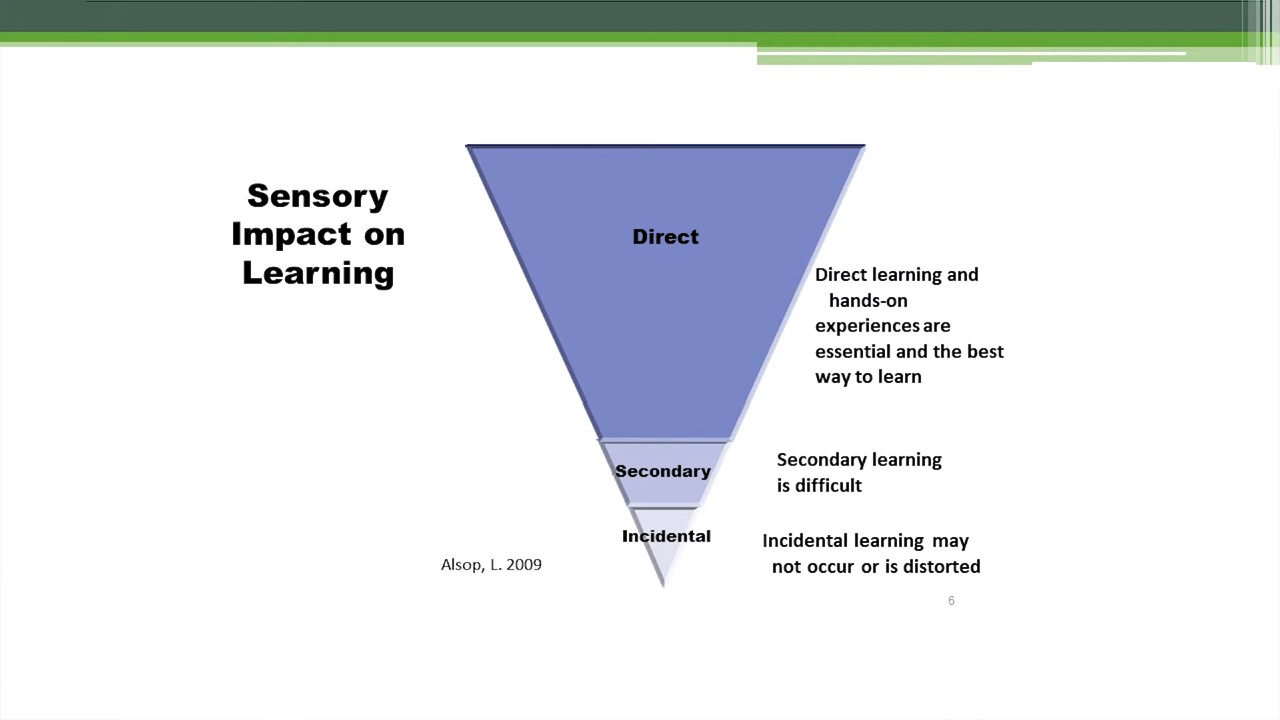 Sensory
Impact on
Learning
Direct
Direct learning and
hands-on
experiences are
essential and the best
way to learn
Secondary
Secondary learning
is difficult
Incidental
Incidental learning may
not occur or is distorted
Alsop, L. 2009
6